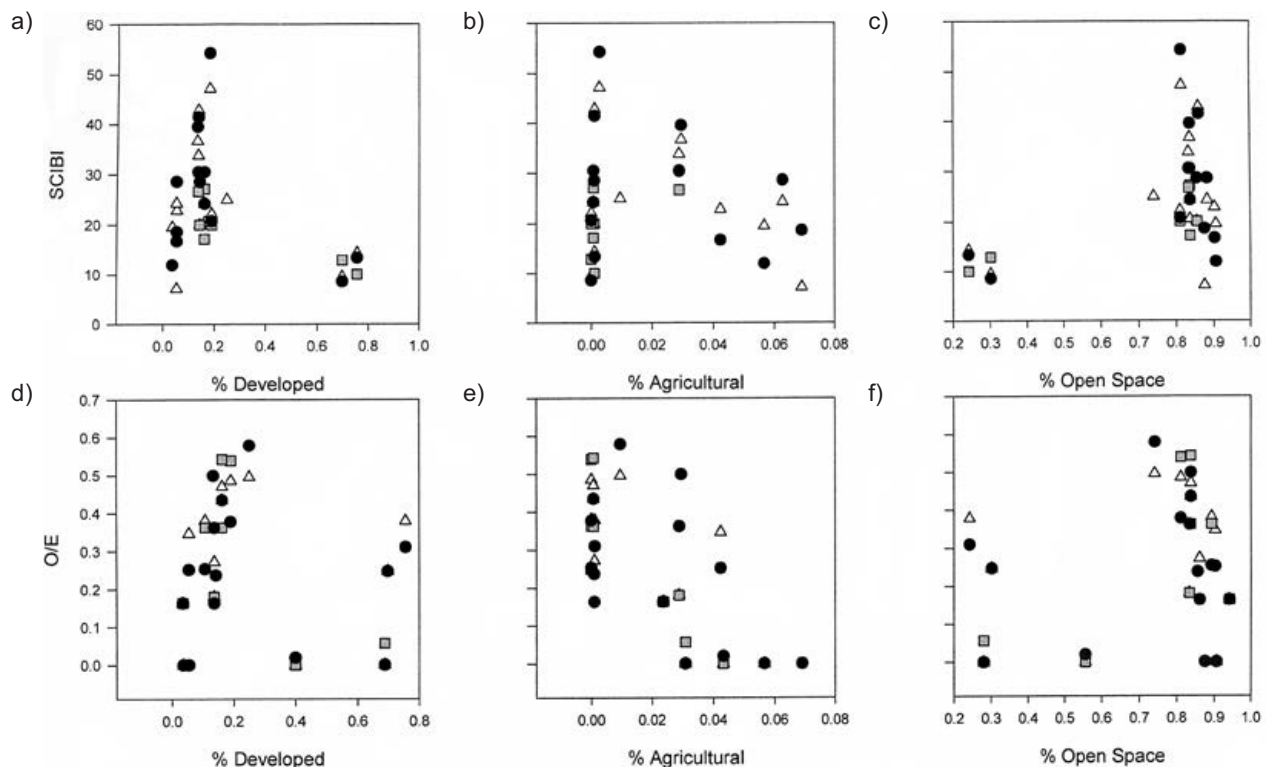 a)
b)
c)
60
50
40
30
20
10
0
SCIBI
0.0 0.2 0.4 0.6 0.8 1.0
% Developed
0.00 0.02 0.04 0.06 0.08
% Agricultural
0.2 0.3 0.4 0.5 0.6 0.7 0.8 0.9 1.0
% Open Space
d)
e)
f)
0.7
0.6
0.5
0.4
0.3
0.2
0.1
0.0
O/E
0.0 0.2 0.4 0.6 0.8
% Developed
0.00 0.02 0.04 0.06 0.08
% Agricultural
0.2 0.3 0.4 0.5 0.6 0.7 0.8 0.9 1.0
% Open Space